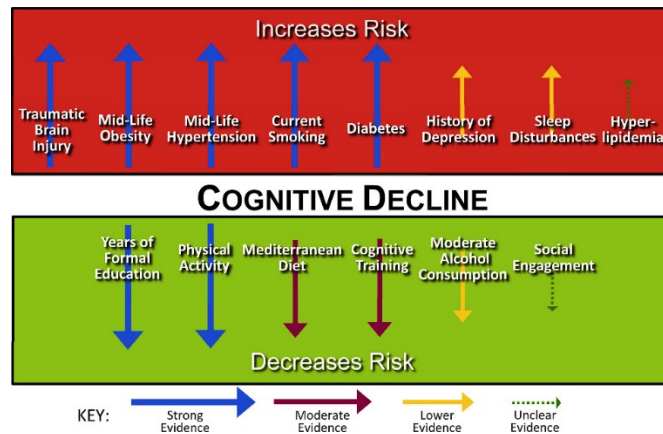 Increases Risk
Traumatic
Brain
Injury
Mid-Life
Obesity
Mid-Life
Hypertension
Current
Smoking
Diabetes
History of
Depression
Sleep
Disturbances
Hyper-
lipidemia
COGNITIVE DECLINE
Years of
Formal
Education
Physical
Activity
Mediterranean
Diet
Cognitive
Training
Moderate
Alcohol
Consumption
Social
Engagement
Decreases Risk
KEY:
Strong
Evidence
Moderate
Evidence
Lower
Evidence
Unclear
Evidence